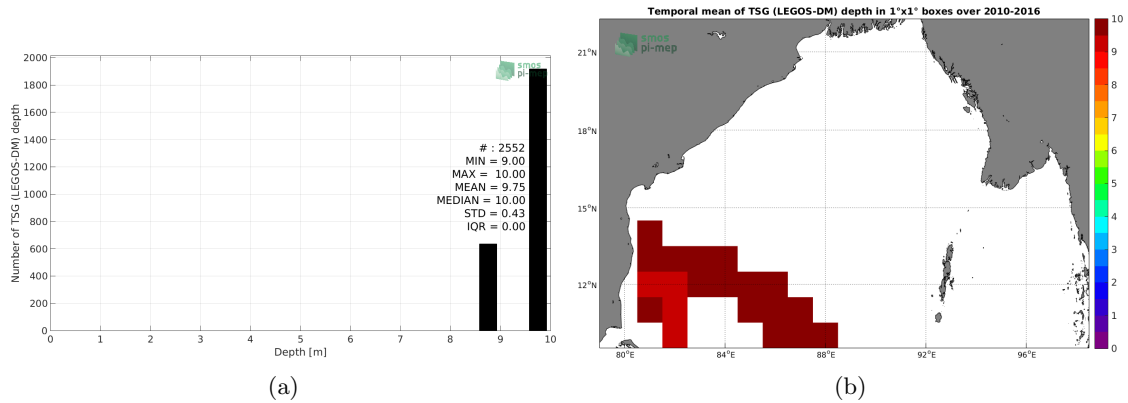 2000
1800
1600
1400
1200
1000
800
600
400
200
0
Number of TSG (LEGOS-DM) depth
smos
pi-mep
# : 2552
MIN = 9.00
MAX = 10.00
MEAN = 9.75
MEDIAN = 10.00
STD = 0.43
IQR = 0.00
0 1 2 3 4 5 6 7 8 9 10
Depth [m]
(a)
Temporal mean of TSG (LEGOS-DM) depth in 1°x1° boxes over 2010-2016
smos
pi-mep
21°N
18°N
15°N
12°N
80°E 84°E 88°E 92°E 96°E
10
9
8
7
6
5
4
3
2
1
0
(b)